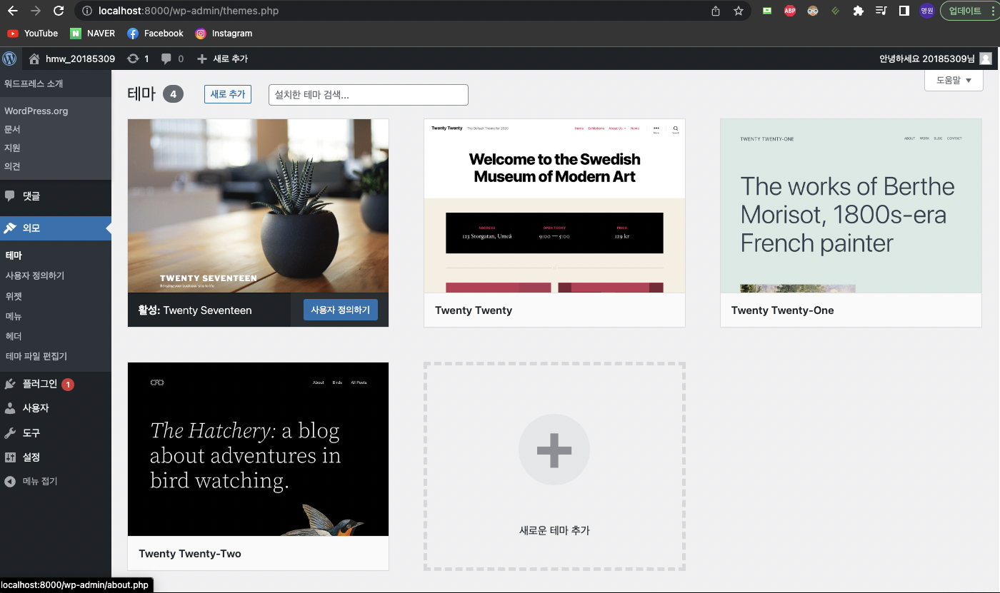 localhost:8000/wp-admin/themes.php
ABP
명원
업데이트
YouTube
NAVER
Facebook
Instagram
hmw_20185309
1
0
새로 추가
안녕하세요 20185309님
워드프레스 소개
WordPress.org
문서
지원
의견
댓글
외모
테마
사용자 정의하기
위젯
메뉴
헤더
테마 파일 편집기
플러그인 1
사용자
도구
설정
메뉴 접기
테마 4
새로 추가
설치한 테마 검색...
도움말
TWENTY SEVENTEEN
Bringing your business' site to life
활성: Twenty Seventeen
사용자 정의하기
Twenty Twenty
The Default Theme for 2020
Home
Exhibitions
About Us
News
More
Search
Welcome to the Swedish
Museum of Modern Art
ADDRESS
OPEN TODAY
PRICE
123 Storgatan, Umeå
9:00 — 5:00
129 kr
Twenty Twenty
TWENTY TWENTY-ONE
ABOUT
WORK
BLOG
CONTACT
The works of Berthe
Morisot, 1800s-era
French painter
Twenty Twenty-One
About
Birds
All Posts
The Hatchery: a blog
about adventures in
bird watching.
Twenty Twenty-Two
새로운 테마 추가
localhost:8000/wp-admin/about.php